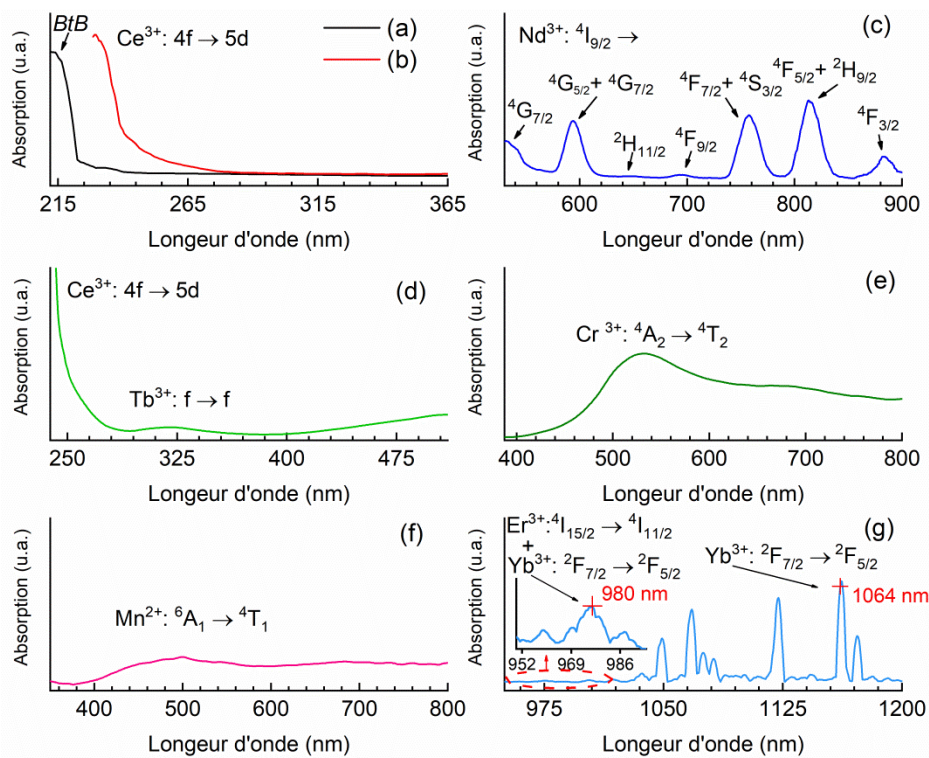 BtB
Ce³⁺: 4f → 5d
(a)
(b)
Absorption (u.a.)
215 265 315 365
Longeur d'onde (nm)
(c)
Nd³⁺: ⁴I₉/₂ →
⁴G₇/₂
⁴G₅/₂+ ⁴G₇/₂
²H₁₁/₂
⁴F₉/₂
⁴F₇/₂+ ⁴S₃/₂
⁴F₅/₂+ ²H₉/₂
⁴F₃/₂
Absorption (u.a.)
600 700 800 900
Longeur d'onde (nm)
(d)
Ce³⁺: 4f → 5d
Tb³⁺: f → f
Absorption (u.a.)
250 325 400 475
Longeur d'onde (nm)
(e)
Cr ³⁺: ⁴A₂ → ⁴T₂
Absorption (u.a.)
400 500 600 700 800
Longeur d'onde (nm)
(f)
Mn²⁺: ⁶A₁ → ⁴T₁
Absorption (u.a.)
400 500 600 700 800
Longeur d'onde (nm)
(g)
Er³⁺:⁴I₁₅/₂ → ⁴I₁₁/₂
+
Yb³⁺: ²F₇/₂ → ²F₅/₂
980 nm
952 969 986
Yb³⁺: ²F₇/₂ → ²F₅/₂
1064 nm
Absorption (u.a.)
975 1050 1125 1200
Longeur d'onde (nm)